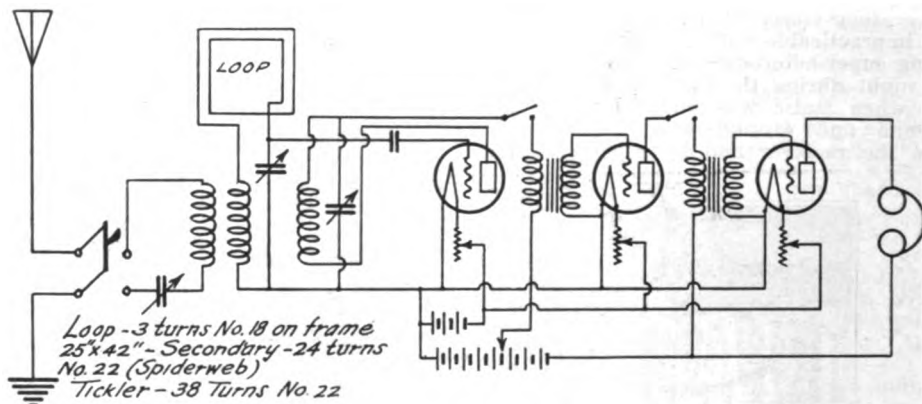 LOOP
Loop - 3 turns No. 18 on frame
25"x 42" - Secondary - 24 turns
No. 22 (Spiderweb)
Tickler - 38 Turns No. 22